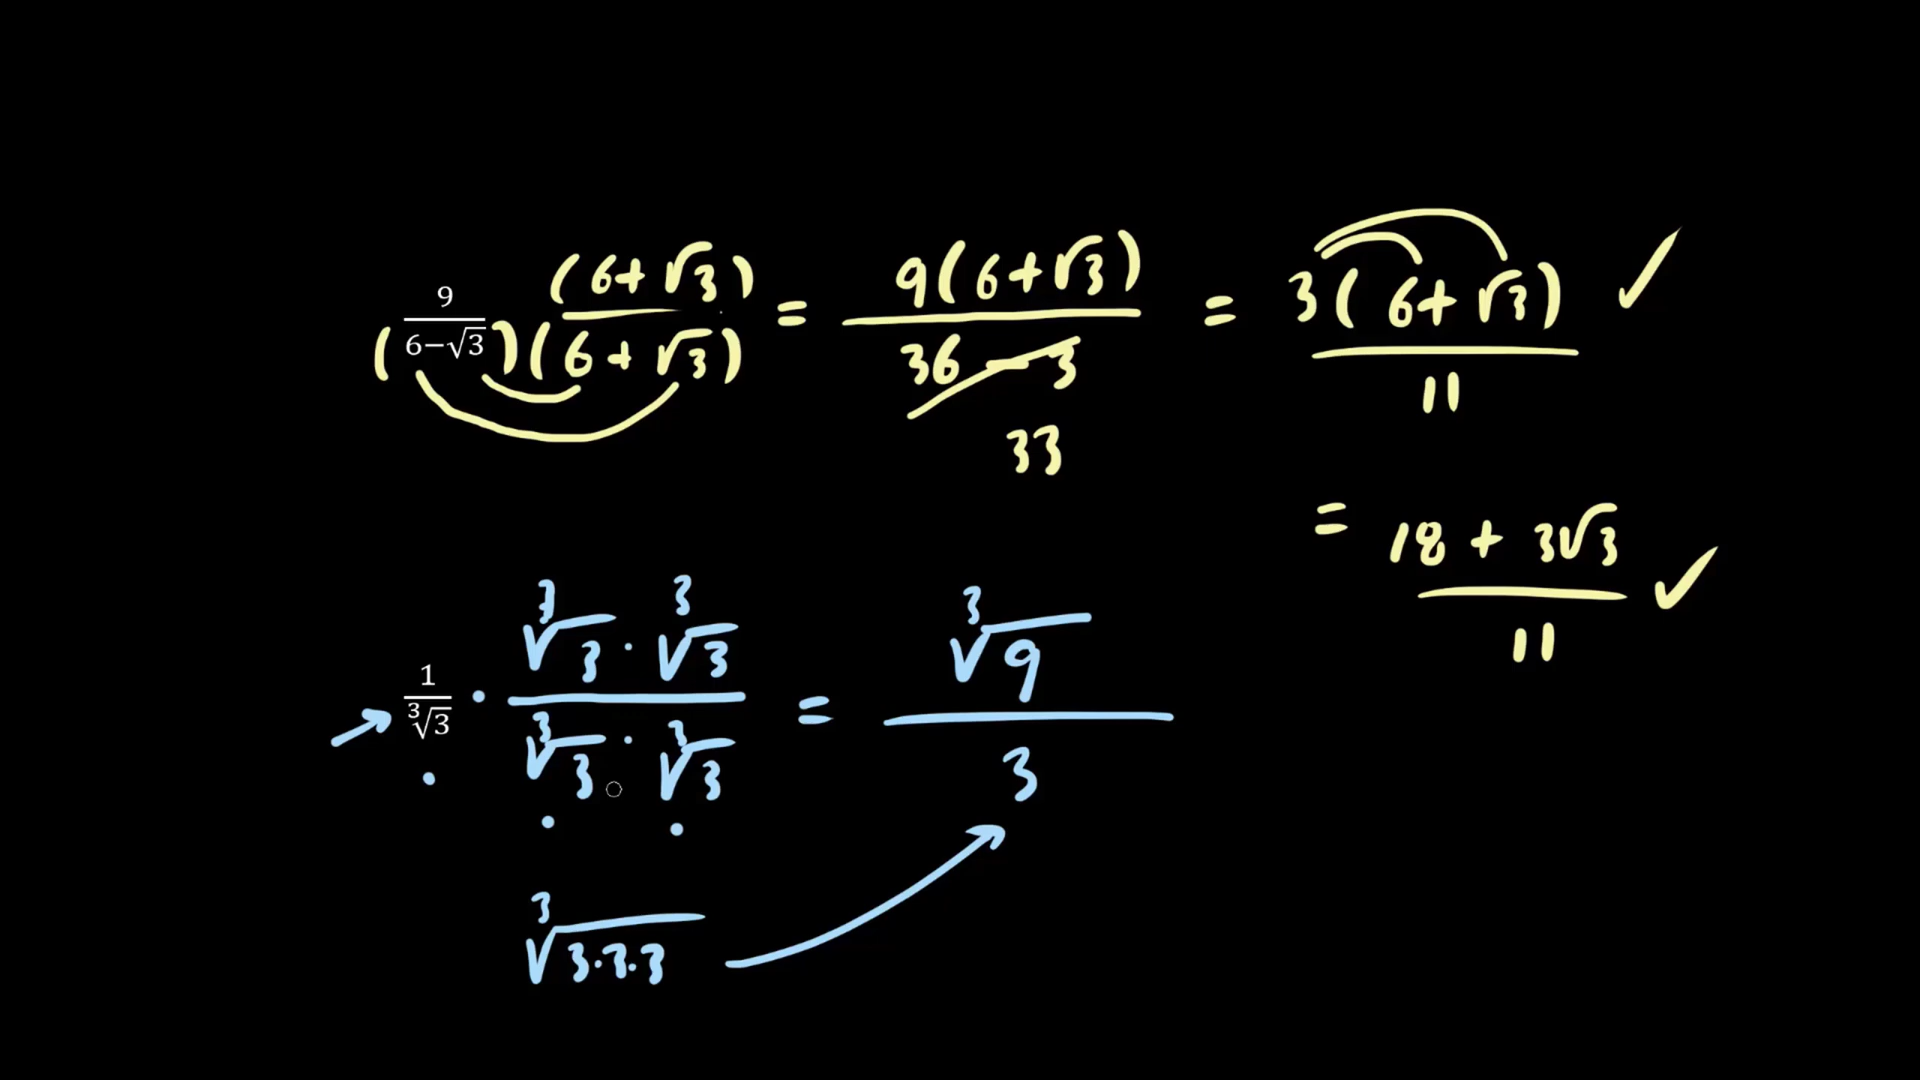 (9/(6−√3))((6+√3)/(6+√3)) = 9(6+√3)/(36−3) = 3(6+√3)/11 ✓
33
= (18+3√3)/11 ✓
1/∛3 · (∛3 · ∛3)/(∛3 · ∛3) = ∛9/3
∛(3·3·3)